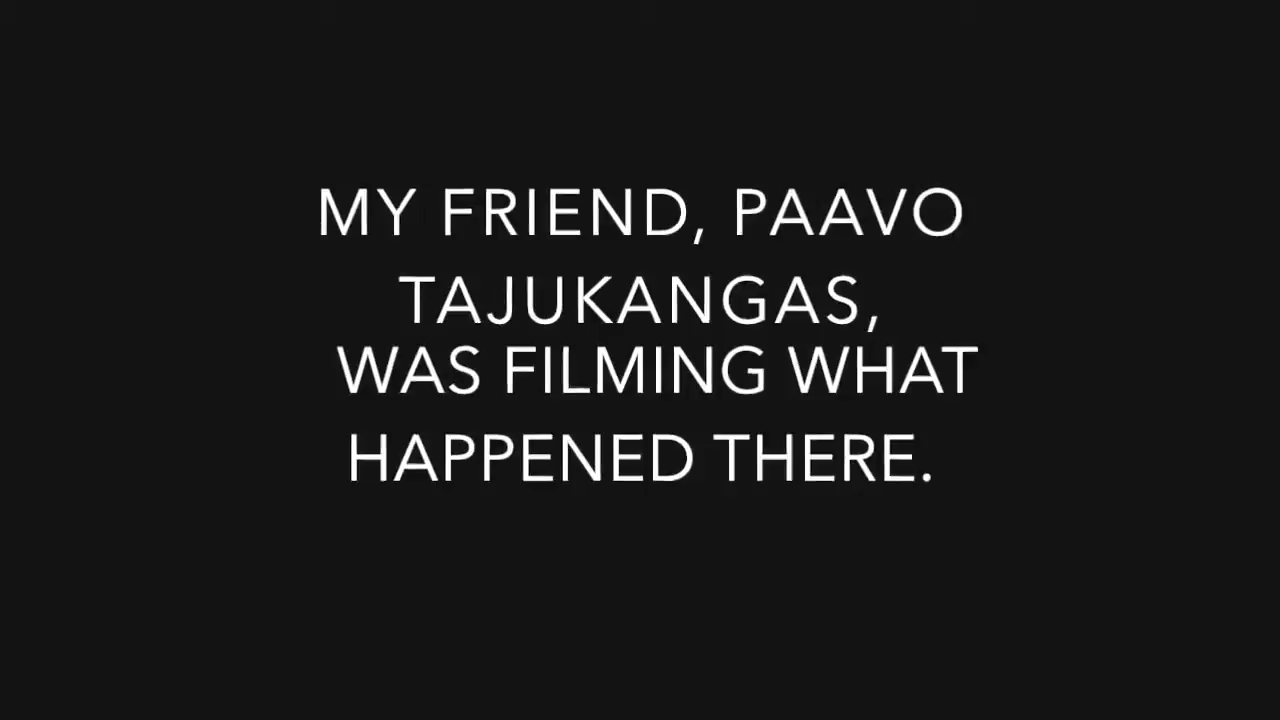 MY FRIEND, PAAVO
TAJUKANGAS,
WAS FILMING WHAT
HAPPENED THERE.